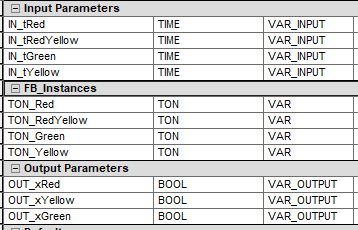 Input Parameters
IN_tRed TIME VAR_INPUT
IN_tRedYellow TIME VAR_INPUT
IN_tGreen TIME VAR_INPUT
IN_tYellow TIME VAR_INPUT
FB_Instances
TON_Red TON VAR
TON_RedYellow TON VAR
TON_Green TON VAR
TON_Yellow TON VAR
Output Parameters
OUT_xRed BOOL VAR_OUTPUT
OUT_xYellow BOOL VAR_OUTPUT
OUT_xGreen BOOL VAR_OUTPUT